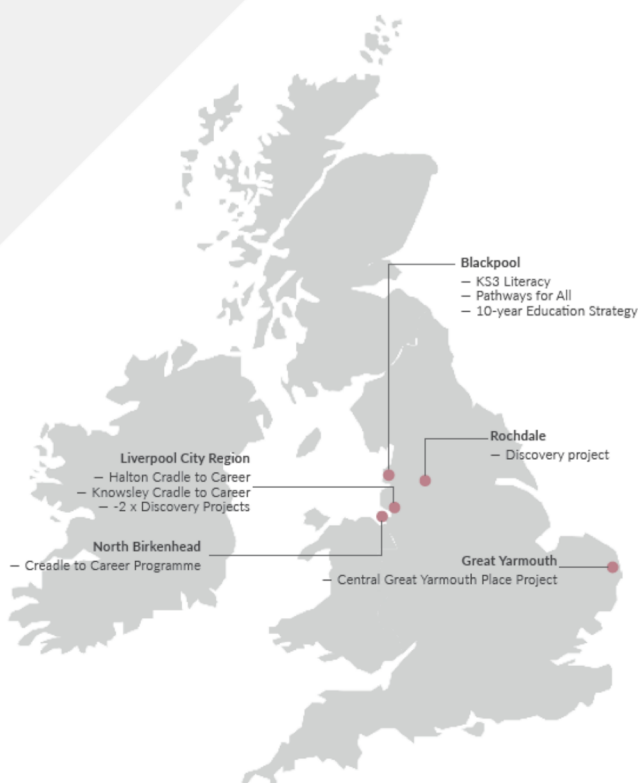 Blackpool
– KS3 Literacy
– Pathways for All
– 10-year Education Strategy
Rochdale
– Discovery project
Liverpool City Region
– Halton Cradle to Career
– Knowsley Cradle to Career
– -2 x Discovery Projects
North Birkenhead
– Creadle to Career Programme
Great Yarmouth
– Central Great Yarmouth Place Project